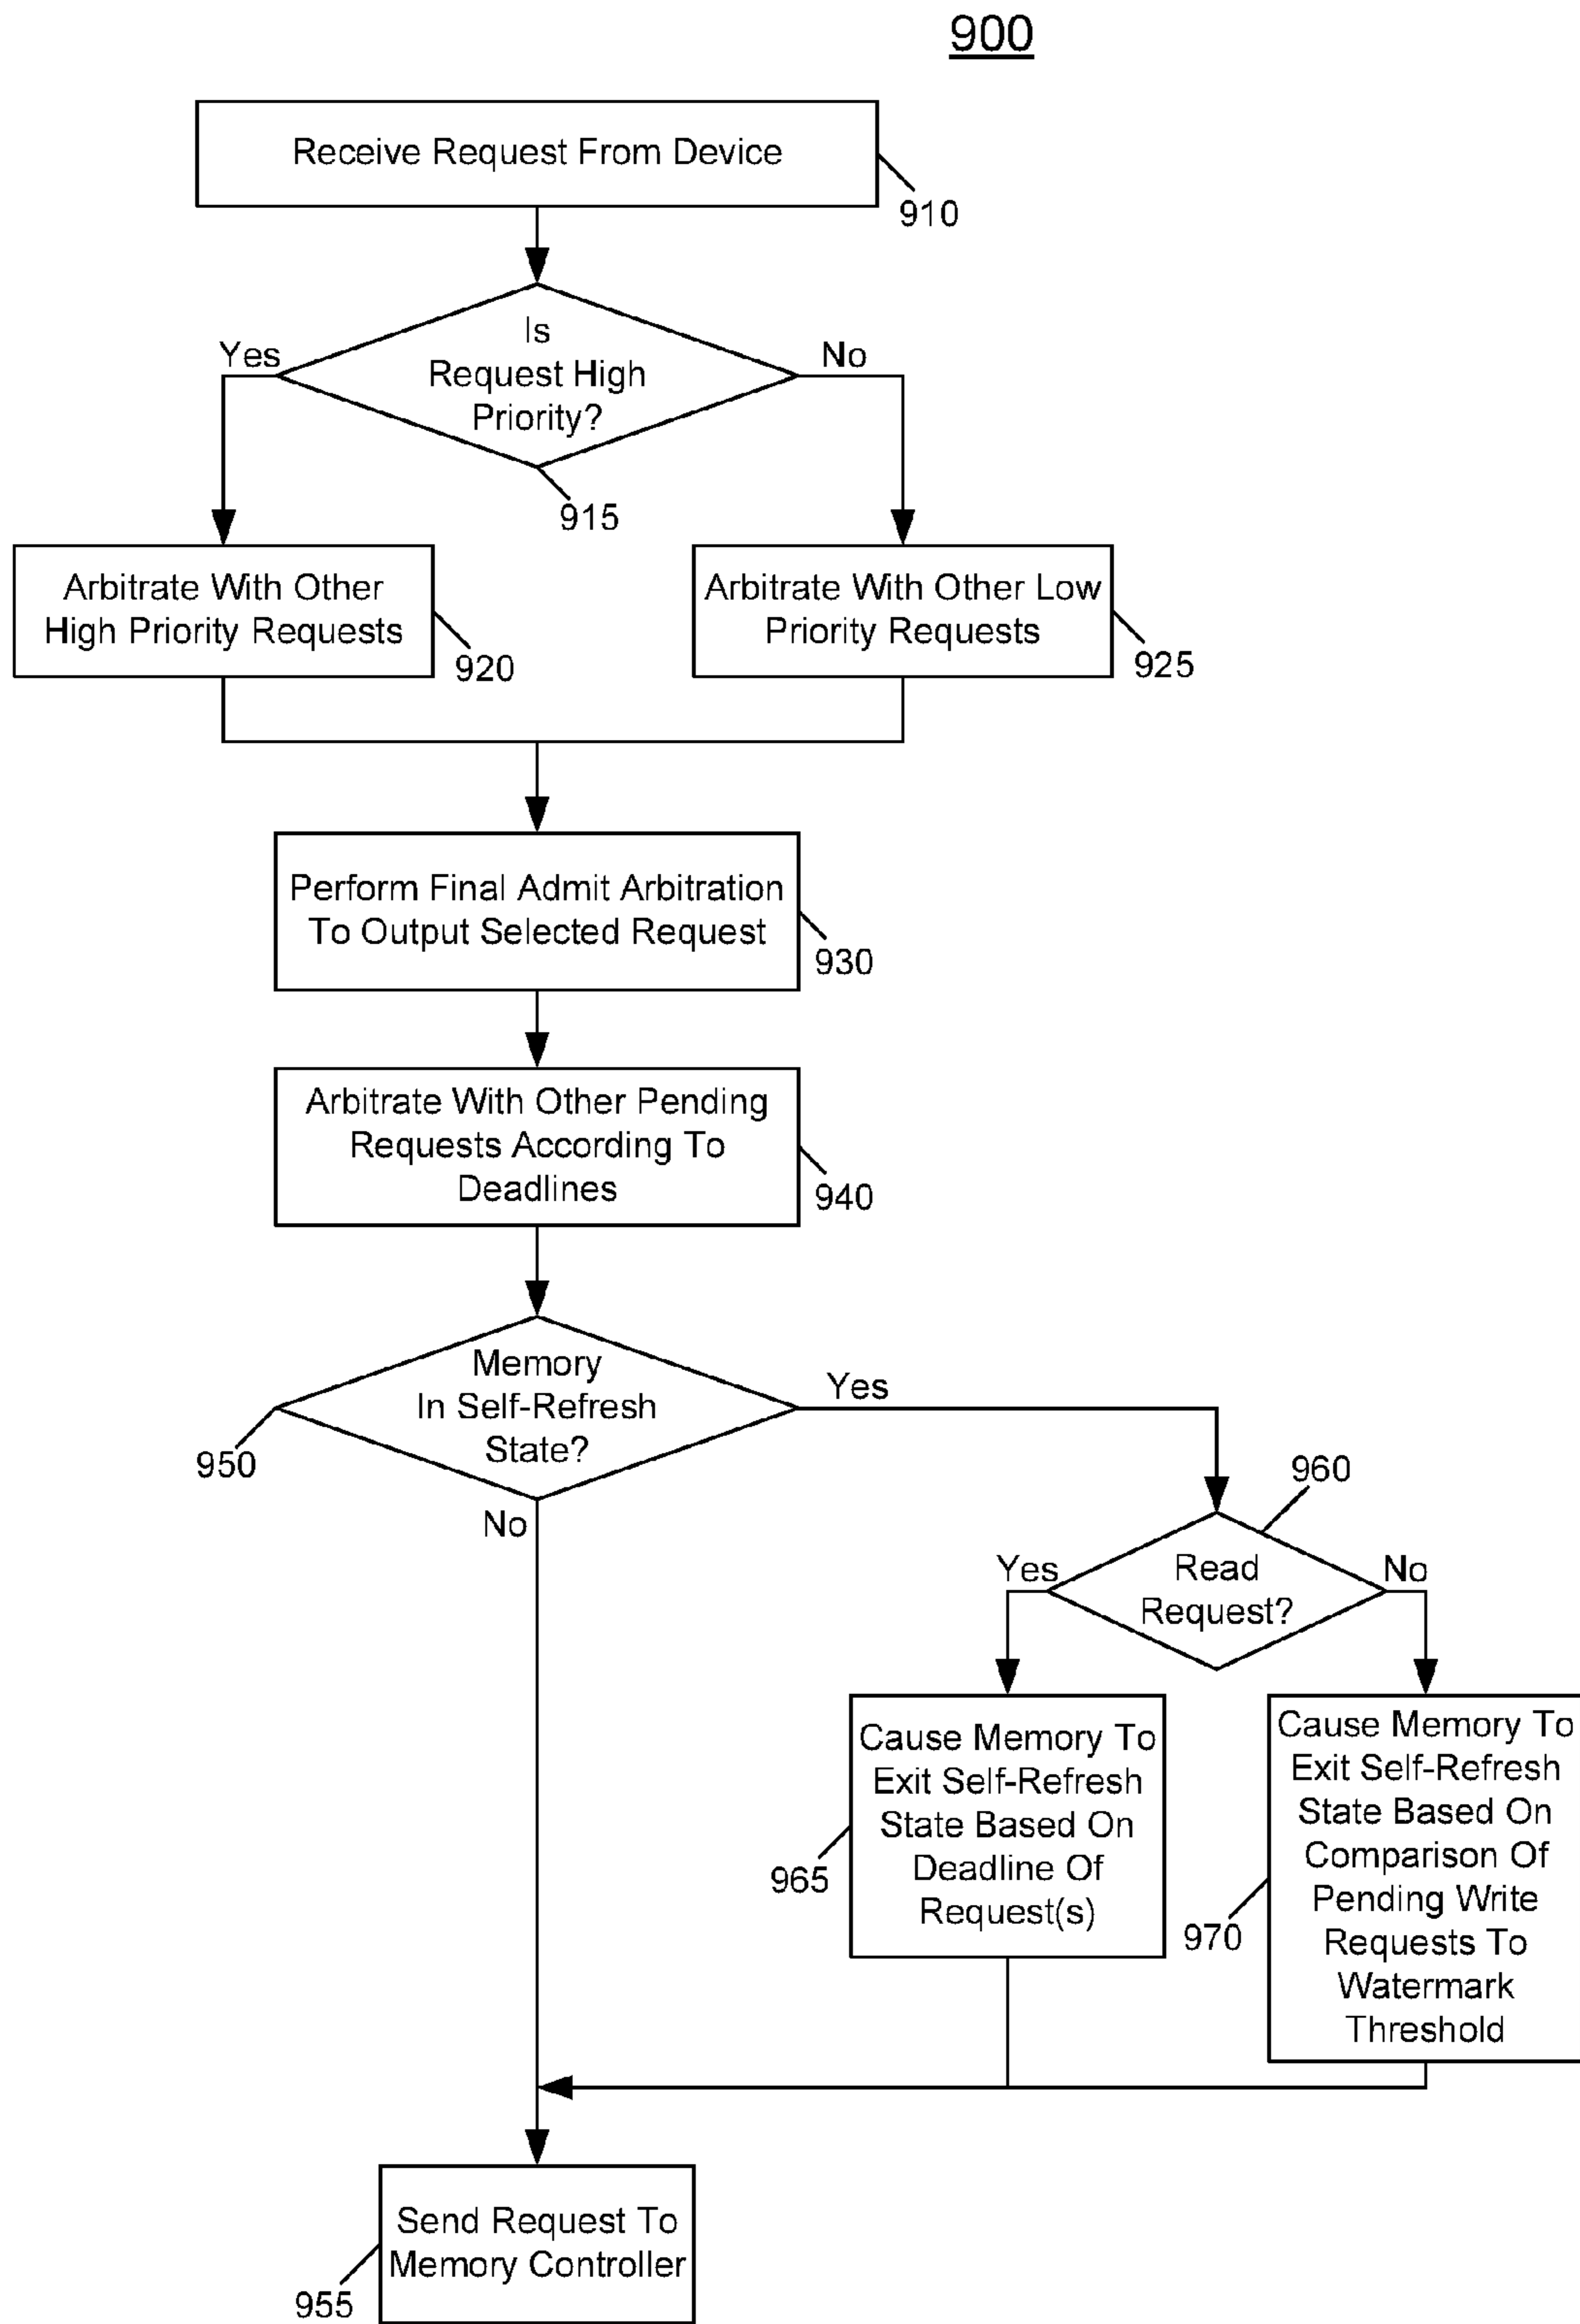 900
Receive Request From Device
910
Is
Request High
Priority?
Yes
No
915
Arbitrate With Other
High Priority Requests
920
Arbitrate With Other Low
Priority Requests
925
Perform Final Admit Arbitration
To Output Selected Request
930
Arbitrate With Other Pending
Requests According To
Deadlines
940
Memory
In Self-Refresh
State?
Yes
950
No
960
Read
Request?
Yes
No
Cause Memory To
Exit Self-Refresh
State Based On
Deadline Of
Request(s)
965
Cause Memory To
Exit Self-Refresh
State Based On
Comparison Of
Pending Write
Requests To
Watermark
Threshold
970
Send Request To
Memory Controller
955